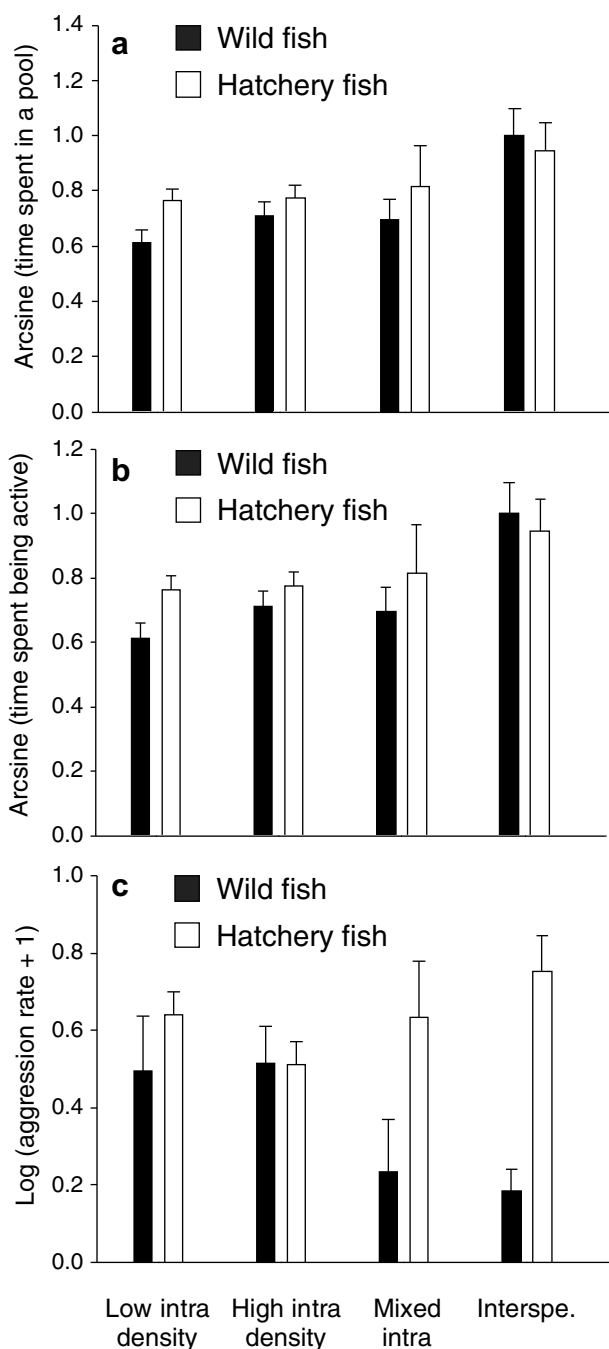 a
Wild fish
Hatchery fish
Arcsine (time spent in a pool)
1.4
1.2
1.0
0.8
0.6
0.4
0.2
0.0
b
Wild fish
Hatchery fish
Arcsine (time spent being active)
1.2
1.0
0.8
0.6
0.4
0.2
0.0
c
Wild fish
Hatchery fish
Log (aggression rate + 1)
1.0
0.8
0.6
0.4
0.2
0.0
Low intra
density
High intra
density
Mixed
intra
Interspe.